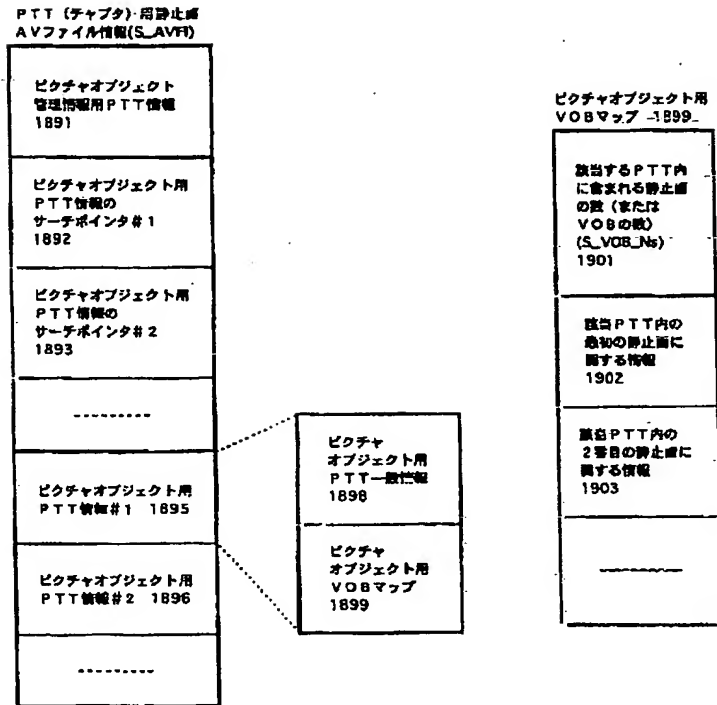 PTT (チャプタ) 用静止画
AVファイル情報(S_AVFI)
ピクチャオブジェクト
管理情報用PTT情報
1891
ピクチャオブジェクト用
PTT情報の
サーチポインタ#1
1892
ピクチャオブジェクト用
PTT情報の
サーチポインタ#2
1893
ピクチャオブジェクト用
PTT情報#1 1895
ピクチャオブジェクト用
PTT情報#2 1896
ピクチャ
オブジェクト用
PTT一般情報
1898
ピクチャ
オブジェクト用
VOBマップ
1899
ピクチャオブジェクト用
VOBマップ 1899
該当するPTT内
に含まれる静止画
の数 (または
VOBの数)
(S_VOB_Ns)
1901
該当PTT内の
最初の静止画に
関する情報
1902
該当PTT内の
2番目の静止画に
関する情報
1903